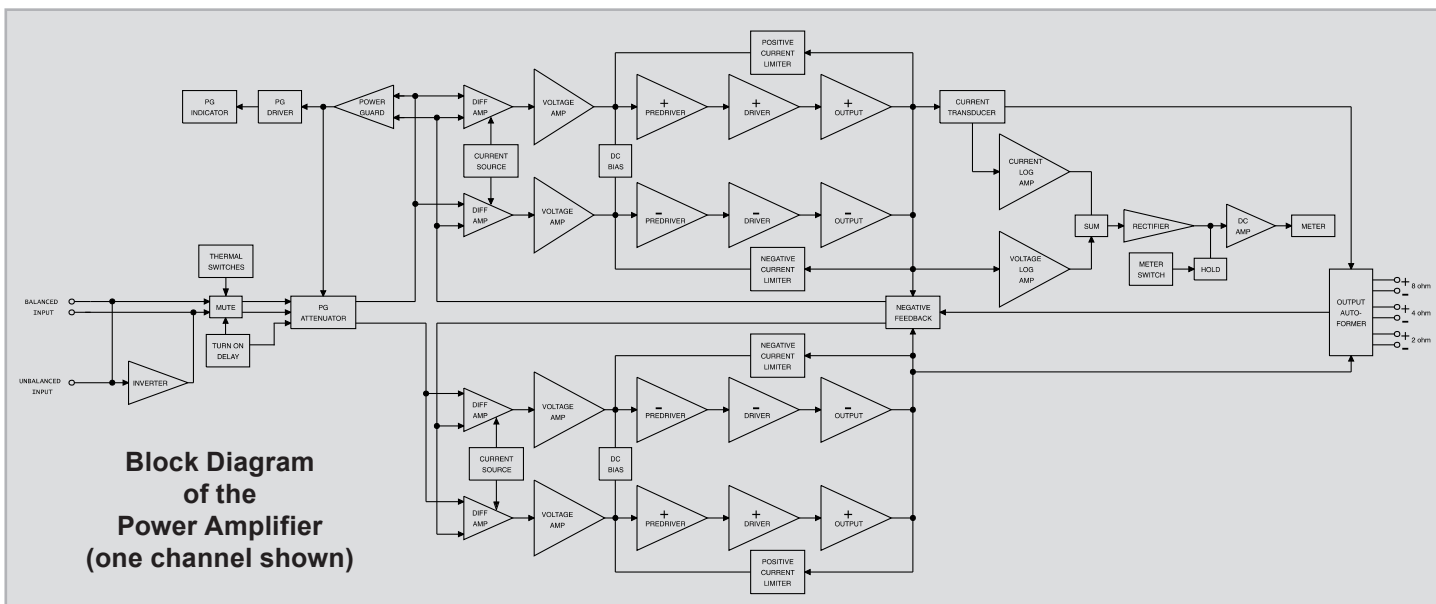 POSITIVE
CURRENT
LIMITER
PG
INDICATOR
PG
DRIVER
POWER
GUARD
DIFF
AMP
VOLTAGE
AMP
+
PREDRIVER
+
DRIVER
+
OUTPUT
CURRENT
TRANSDUCER
CURRENT
SOURCE
DC
BIAS
CURRENT
LOG
AMP
DIFF
AMP
VOLTAGE
AMP
-
PREDRIVER
-
DRIVER
-
OUTPUT
SUM
RECTIFIER
DC
AMP
METER
THERMAL
SWITCHES
NEGATIVE
CURRENT
LIMITER
VOLTAGE
LOG
AMP
METER
SWITCH
HOLD
BALANCED
INPUT
MUTE
PG
ATTENUATOR
NEGATIVE
FEEDBACK
OUTPUT
AUTO-
FORMER
+
-
8 ohm
+
-
4 ohm
+
-
2 ohm
TURN ON
DELAY
UNBALANCED
INPUT
INVERTER
NEGATIVE
CURRENT
LIMITER
DIFF
AMP
VOLTAGE
AMP
-
PREDRIVER
-
DRIVER
-
OUTPUT
CURRENT
SOURCE
DC
BIAS
DIFF
AMP
VOLTAGE
AMP
+
PREDRIVER
+
DRIVER
+
OUTPUT
POSITIVE
CURRENT
LIMITER
Block Diagram
of the
Power Amplifier
(one channel shown)